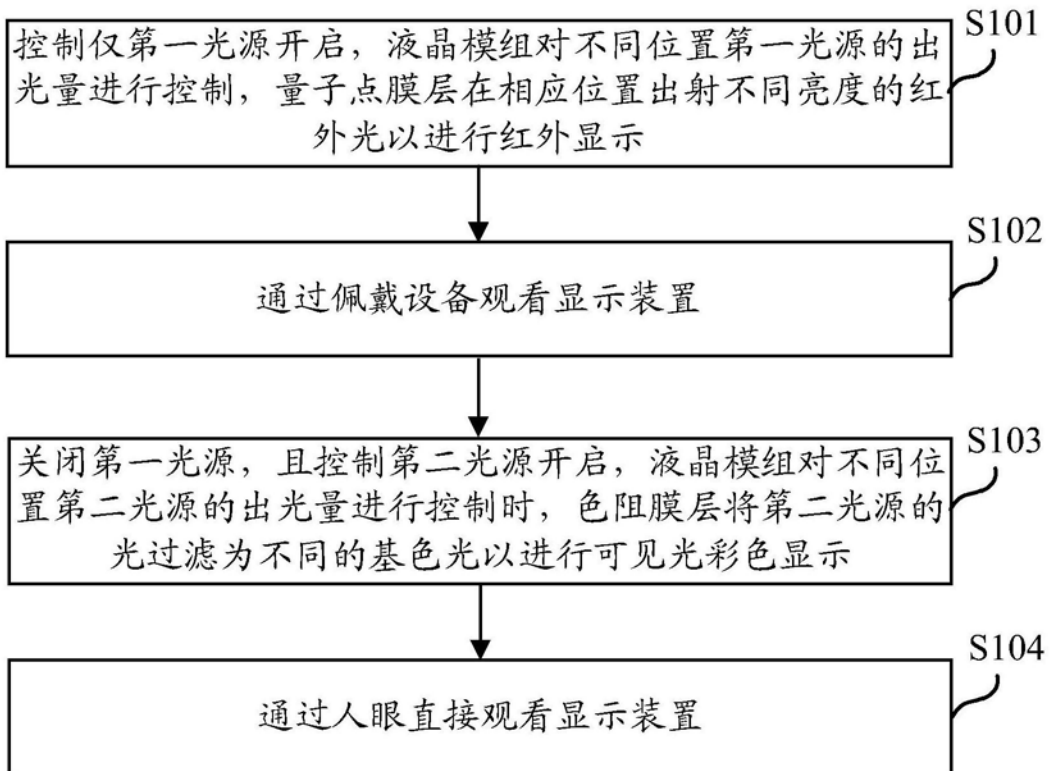 S101
控制仅第一光源开启，液晶模组对不同位置第一光源的出
光量进行控制，量子点膜层在相应位置出射不同亮度的红
外光以进行红外显示
S102
通过佩戴设备观看显示装置
S103
关闭第一光源，且控制第二光源开启，液晶模组对不同位
置第二光源的出光量进行控制时，色阻膜层将第二光源的
光过滤为不同的基色光以进行可见光彩色显示
S104
通过人眼直接观看显示装置